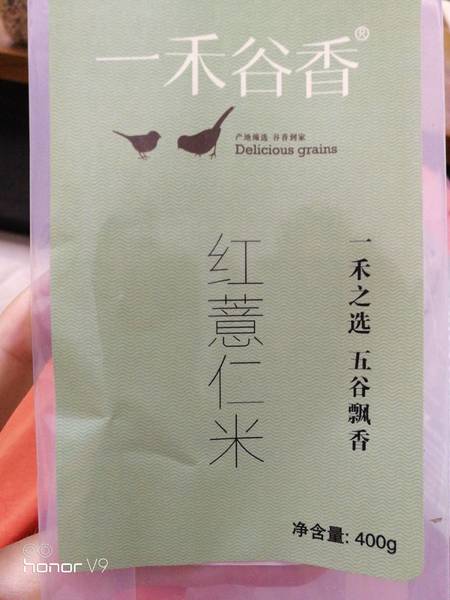 一禾谷香®
产地臻选 谷香到家
Delicious grains
红薏仁米
一禾之选 五谷飘香
净含量: 400g
honor V9